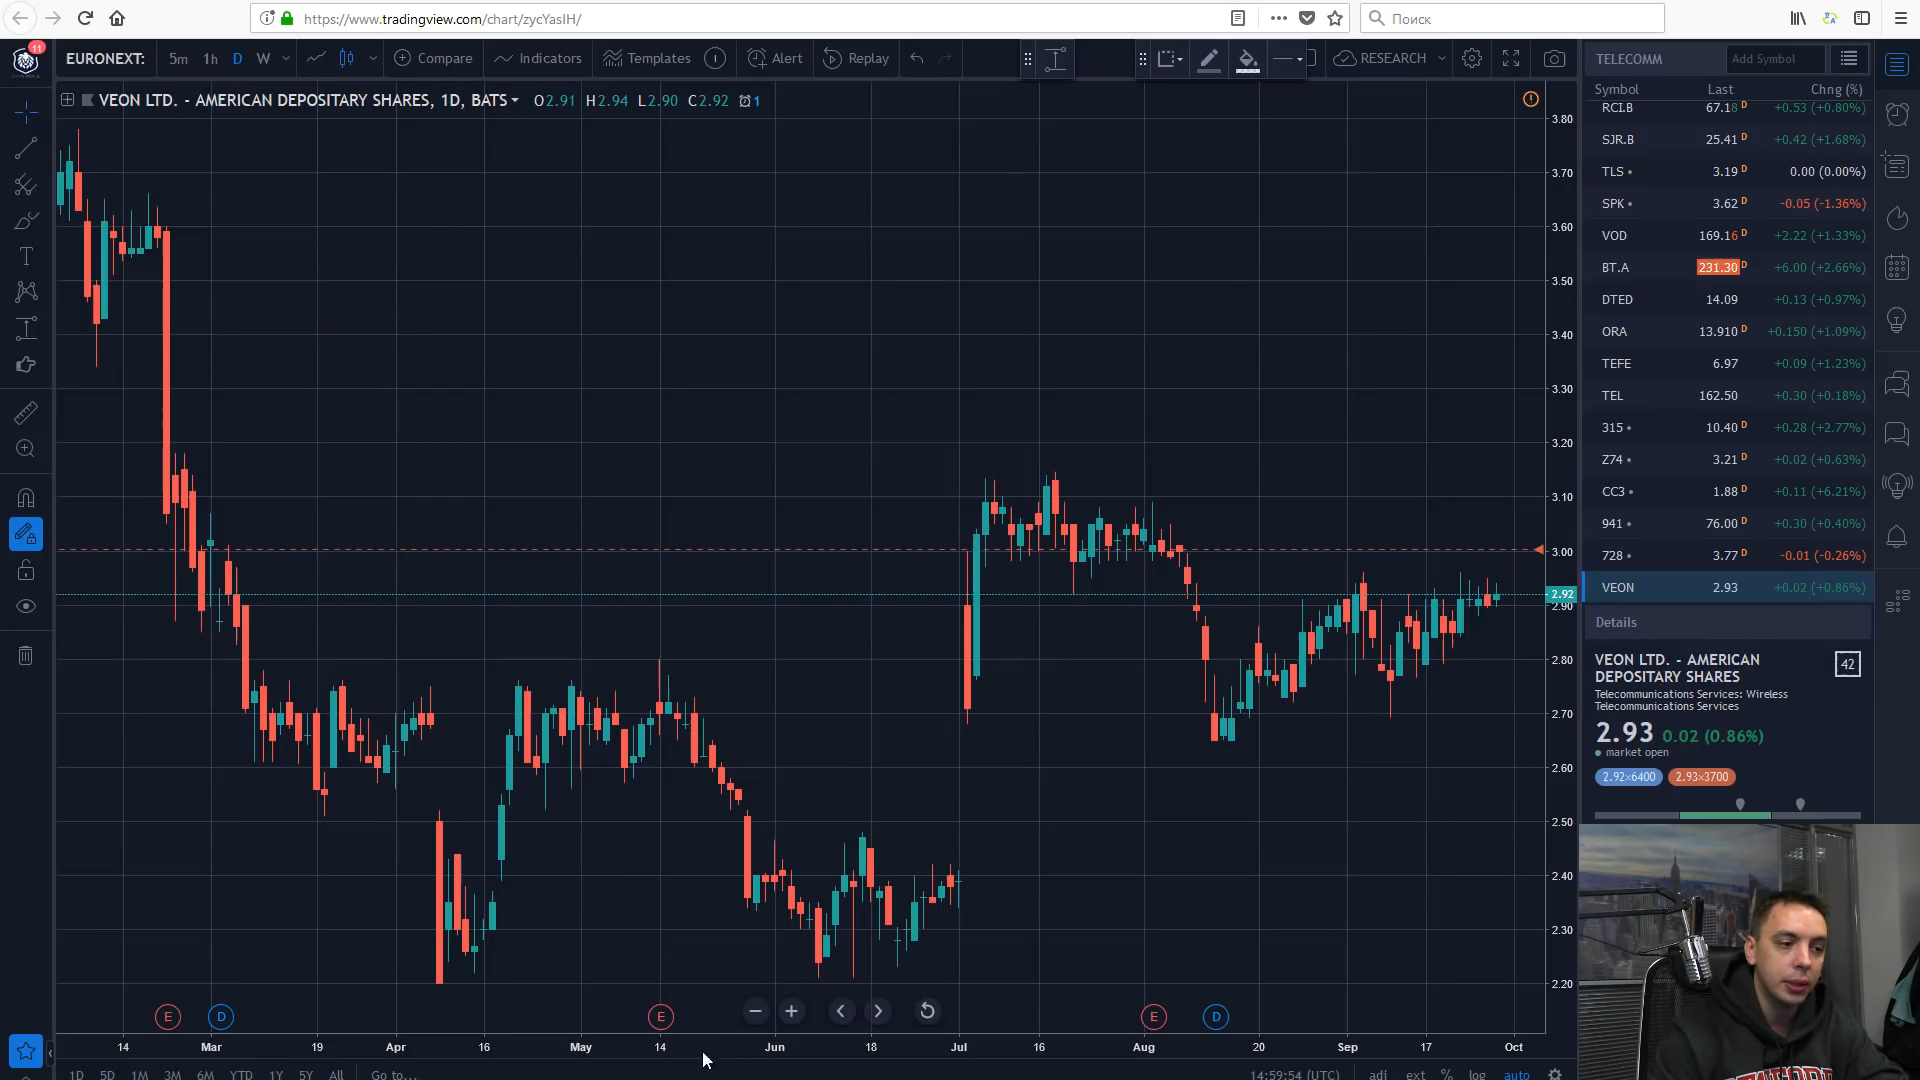 https://www.tradingview.com/chart/zycYasIH/
Поиск
11
EURONEXT:
5m 1h D W
Compare
Indicators
Templates
Alert
Replay
RESEARCH
TELECOMM
Add Symbol
VEON LTD. - AMERICAN DEPOSITARY SHARES, 1D, BATS
O2.91 H2.94 L2.90 C2.92
1
Symbol Last Chng (%)
RCI.B 67.18 D +0.53 (+0.80%)
SJR.B 25.41 D +0.42 (+1.68%)
TLS 3.19 D 0.00 (0.00%)
SPK 3.62 D -0.05 (-1.36%)
VOD 169.16 D +2.22 (+1.33%)
BT.A 231.30 D +6.00 (+2.66%)
DTED 14.09 +0.13 (+0.97%)
ORA 13.910 D +0.150 (+1.09%)
TEFE 6.97 +0.09 (+1.23%)
TEL 162.50 +0.30 (+0.18%)
315 10.40 D +0.28 (+2.77%)
Z74 3.21 D +0.02 (+0.63%)
CC3 1.88 D +0.11 (+6.21%)
941 76.00 D +0.30 (+0.40%)
728 3.77 D -0.01 (-0.26%)
VEON 2.93 +0.02 (+0.86%)
Details
VEON LTD. - AMERICAN
DEPOSITARY SHARES
42
Telecommunications Services: Wireless
Telecommunications Services
2.93 0.02 (0.86%)
market open
2.92×6400 2.93×3700
3.80
3.70
3.60
3.50
3.40
3.30
3.20
3.10
3.00
2.92
2.90
2.80
2.70
2.60
2.50
2.40
2.30
2.20
E D E E D
14 Mar 19 Apr 16 May 14 Jun 18 Jul 16 Aug 20 Sep 17 Oct
1D 5D 1M 3M 6M YTD 1Y 5Y All Go to...
14:59:54 (UTC) adj ext % log auto